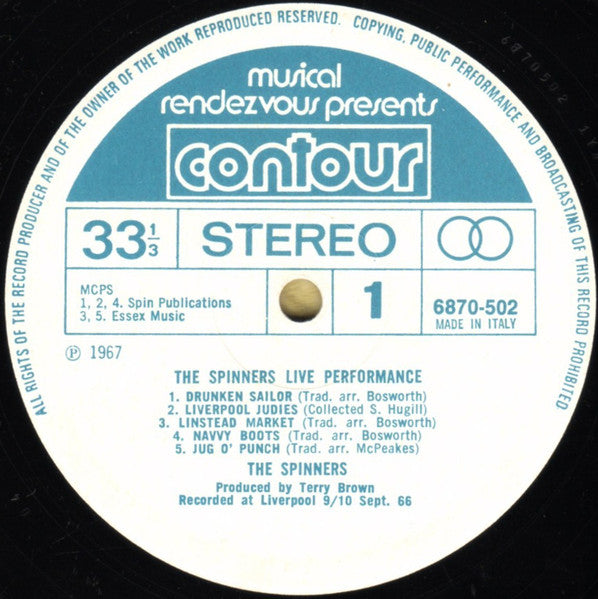 ALL RIGHTS OF THE RECORD PRODUCER AND OF THE OWNER OF THE WORK REPRODUCED RESERVED. COPYING, PUBLIC PERFORMANCE AND BROADCASTING OF THIS RECORD PROHIBITED
musical
rendezvous presents
contour
33 1/3 STEREO
MCPS
1, 2, 4. Spin Publications
3, 5. Essex Music
1
6870-502
MADE IN ITALY
Ⓟ 1967
THE SPINNERS LIVE PERFORMANCE
1. DRUNKEN SAILOR (Trad. arr. Bosworth)
2. LIVERPOOL JUDIES (Collected S. Hugill)
3. LINSTEAD MARKET (Trad. arr. Bosworth)
4. NAVVY BOOTS (Trad. arr. Bosworth)
5. JUG O' PUNCH (Trad. arr. McPeakes)
THE SPINNERS
Produced by Terry Brown
Recorded at Liverpool 9/10 Sept. 66
6870502